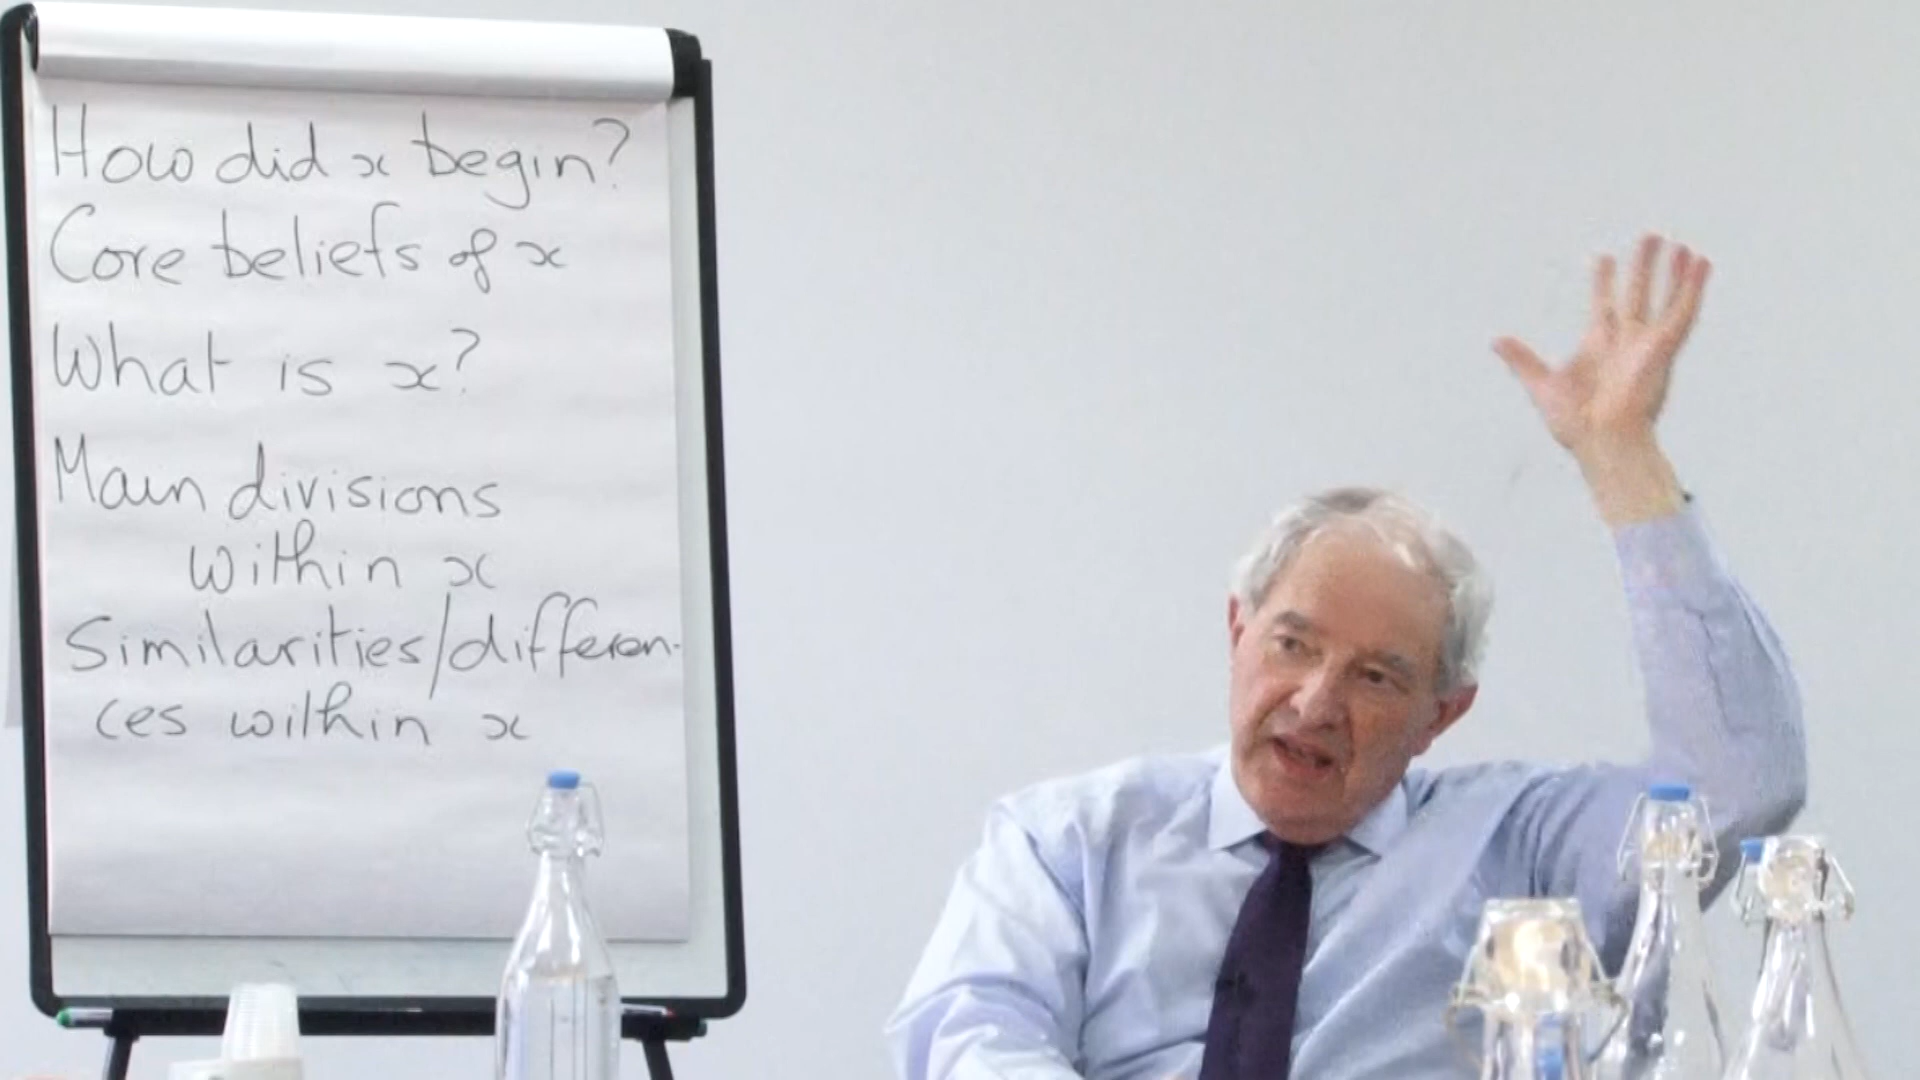 How did x begin?
Core beliefs of x
What is x?
Main divisions
within x
Similarities/differen-
ces within x